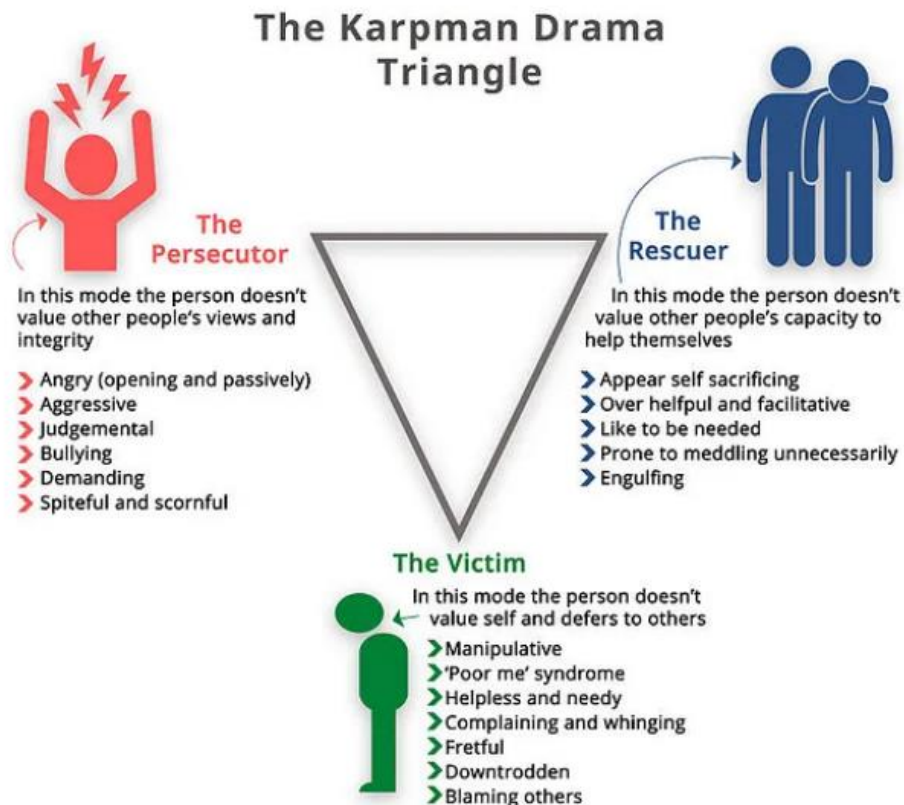 The Karpman Drama
Triangle
The
Persecutor
In this mode the person doesn't
value other people's views and
integrity
Angry (opening and passively)
Aggressive
Judgemental
Bullying
Demanding
Spiteful and scornful
The
Rescuer
In this mode the person doesn't
value other people's capacity to
help themselves
Appear self sacrificing
Over helfpul and facilitative
Like to be needed
Prone to meddling unnecessarily
Engulfing
The Victim
In this mode the person doesn't
value self and defers to others
Manipulative
'Poor me' syndrome
Helpless and needy
Complaining and whinging
Fretful
Downtrodden
Blaming others